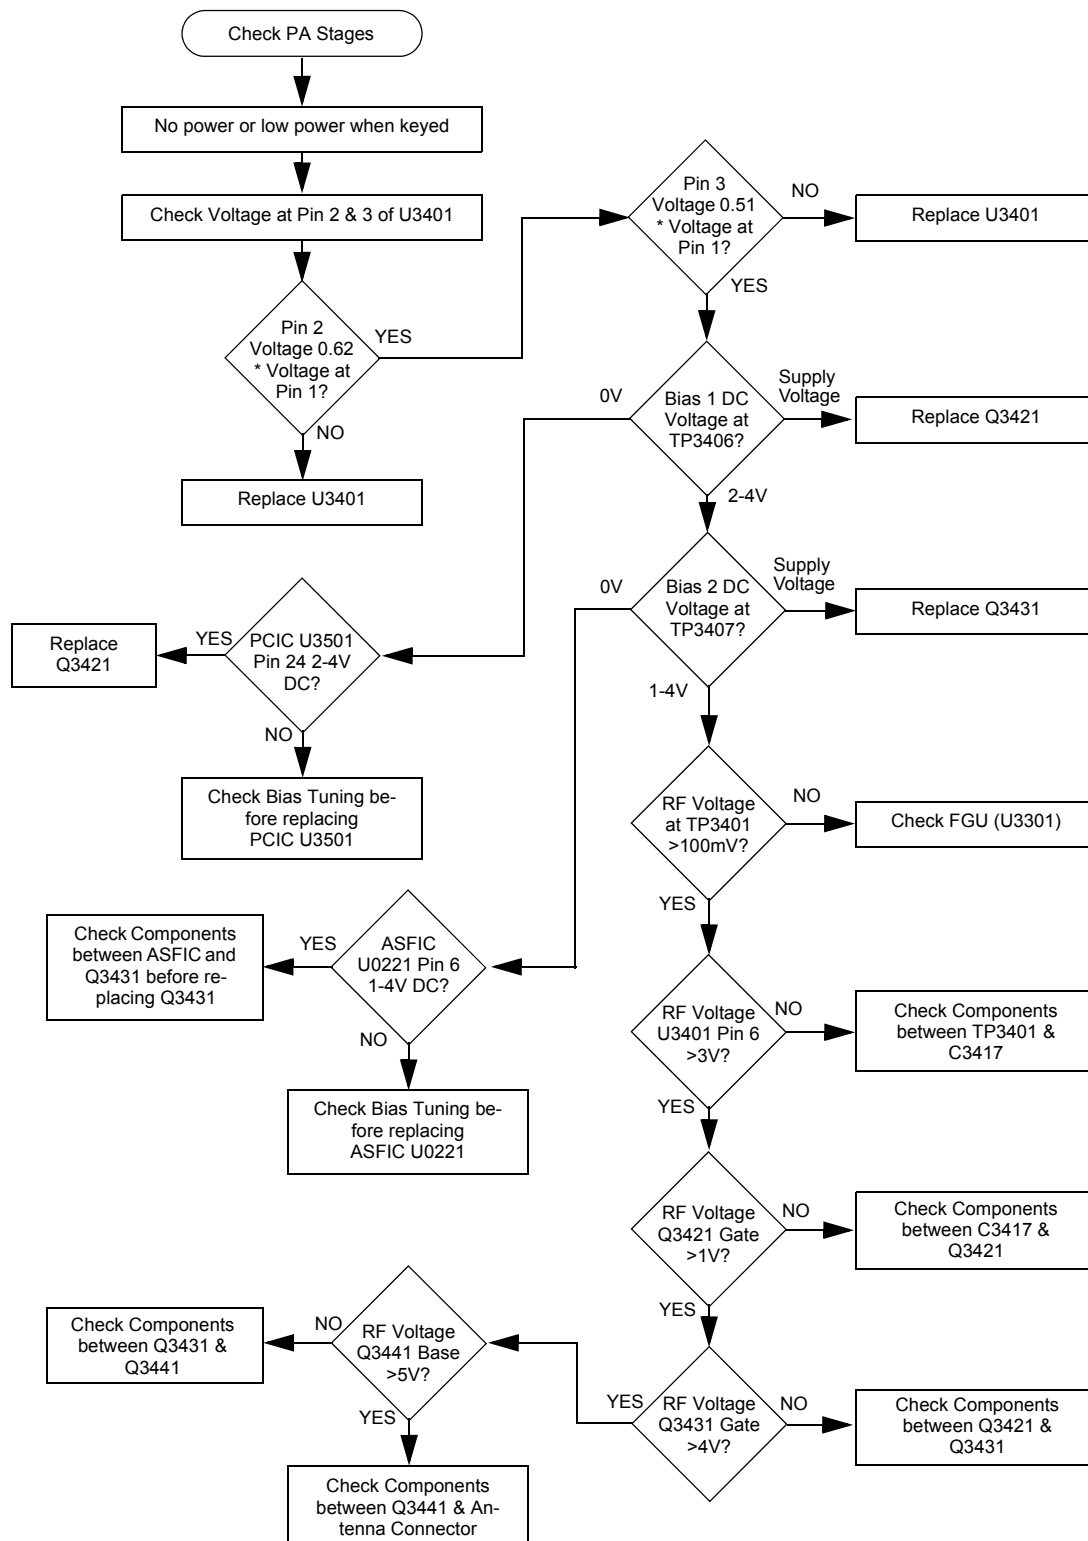 Check PA Stages
No power or low power when keyed
Check Voltage at Pin 2 & 3 of U3401
Pin 2
Voltage 0.62
* Voltage at
Pin 1?
YES
NO
Replace U3401
Pin 3
Voltage 0.51
* Voltage at
Pin 1?
NO
Replace U3401
YES
Bias 1 DC
Voltage at
TP3406?
0V
Supply
Voltage
Replace Q3421
2-4V
Bias 2 DC
Voltage at
TP3407?
0V
Supply
Voltage
Replace Q3431
1-4V
PCIC U3501
Pin 24 2-4V
DC?
YES
Replace
Q3421
NO
Check Bias Tuning be-
fore replacing
PCIC U3501
RF Voltage
at TP3401
>100mV?
NO
Check FGU (U3301)
YES
ASFIC
U0221 Pin 6
1-4V DC?
YES
Check Components
between ASFIC and
Q3431 before re-
placing Q3431
NO
Check Bias Tuning be-
fore replacing
ASFIC U0221
RF Voltage
U3401 Pin 6
>3V?
NO
Check Components
between TP3401 &
C3417
YES
RF Voltage
Q3421 Gate
>1V?
NO
Check Components
between C3417 &
Q3421
YES
RF Voltage
Q3431 Gate
>4V?
NO
Check Components
between Q3421 &
Q3431
YES
RF Voltage
Q3441 Base
>5V?
NO
Check Components
between Q3431 &
Q3441
YES
Check Components
between Q3441 & An-
tenna Connector